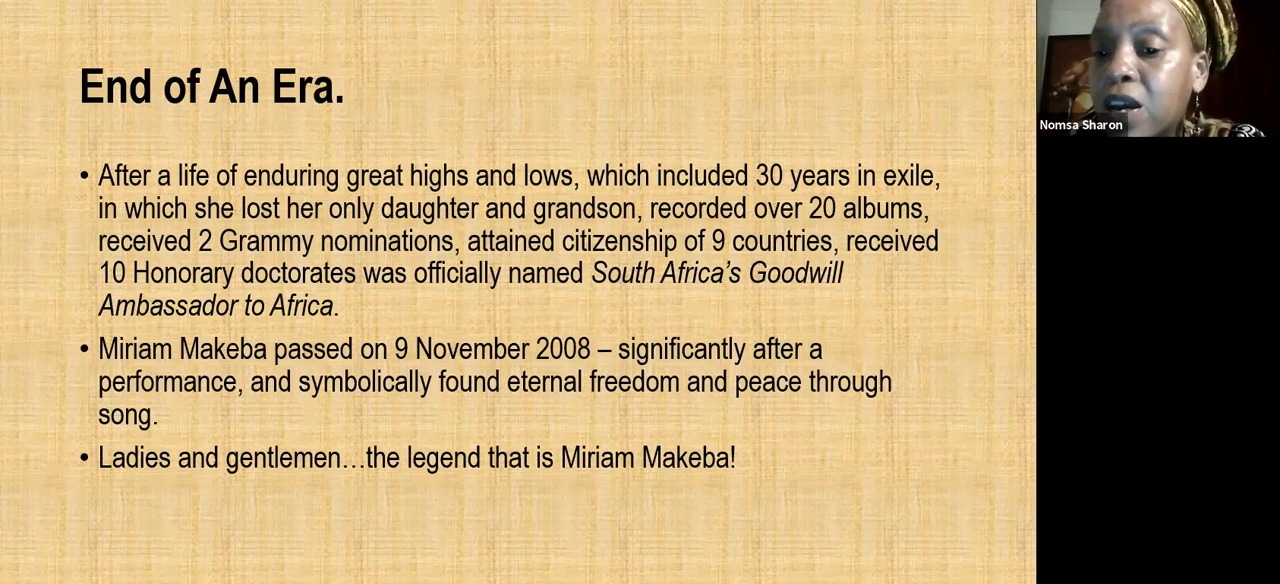 End of An Era.
• After a life of enduring great highs and lows, which included 30 years in exile,
in which she lost her only daughter and grandson, recorded over 20 albums,
received 2 Grammy nominations, attained citizenship of 9 countries, received
10 Honorary doctorates was officially named South Africa’s Goodwill
Ambassador to Africa.
• Miriam Makeba passed on 9 November 2008 – significantly after a
performance, and symbolically found eternal freedom and peace through
song.
• Ladies and gentlemen…the legend that is Miriam Makeba!
Nomsa Sharon